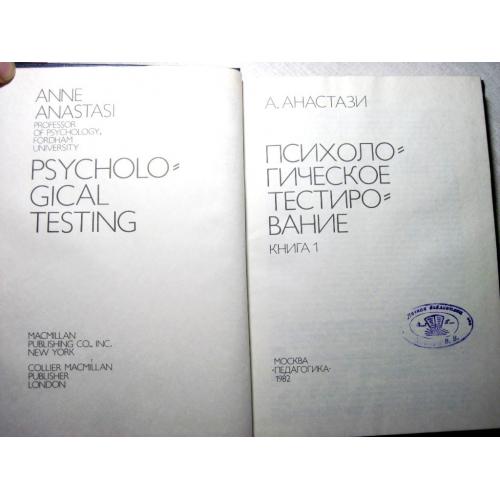 ANNE
ANASTASI
PROFESSOR
OF PSYCHOLOGY,
FORDHAM
UNIVERSITY
PSYCHOLO=
GICAL
TESTING
MACMILLAN
PUBLISHING CO., INC.
NEW YORK
COLLIER MACMILLAN
PUBLISHER
LONDON
А. АНАСТАЗИ
ПСИХОЛО=
ГИЧЕСКОЕ
ТЕСТИРО=
ВАНИЕ
КНИГА 1
МОСКВА
«ПЕДАГОГИКА»
1982